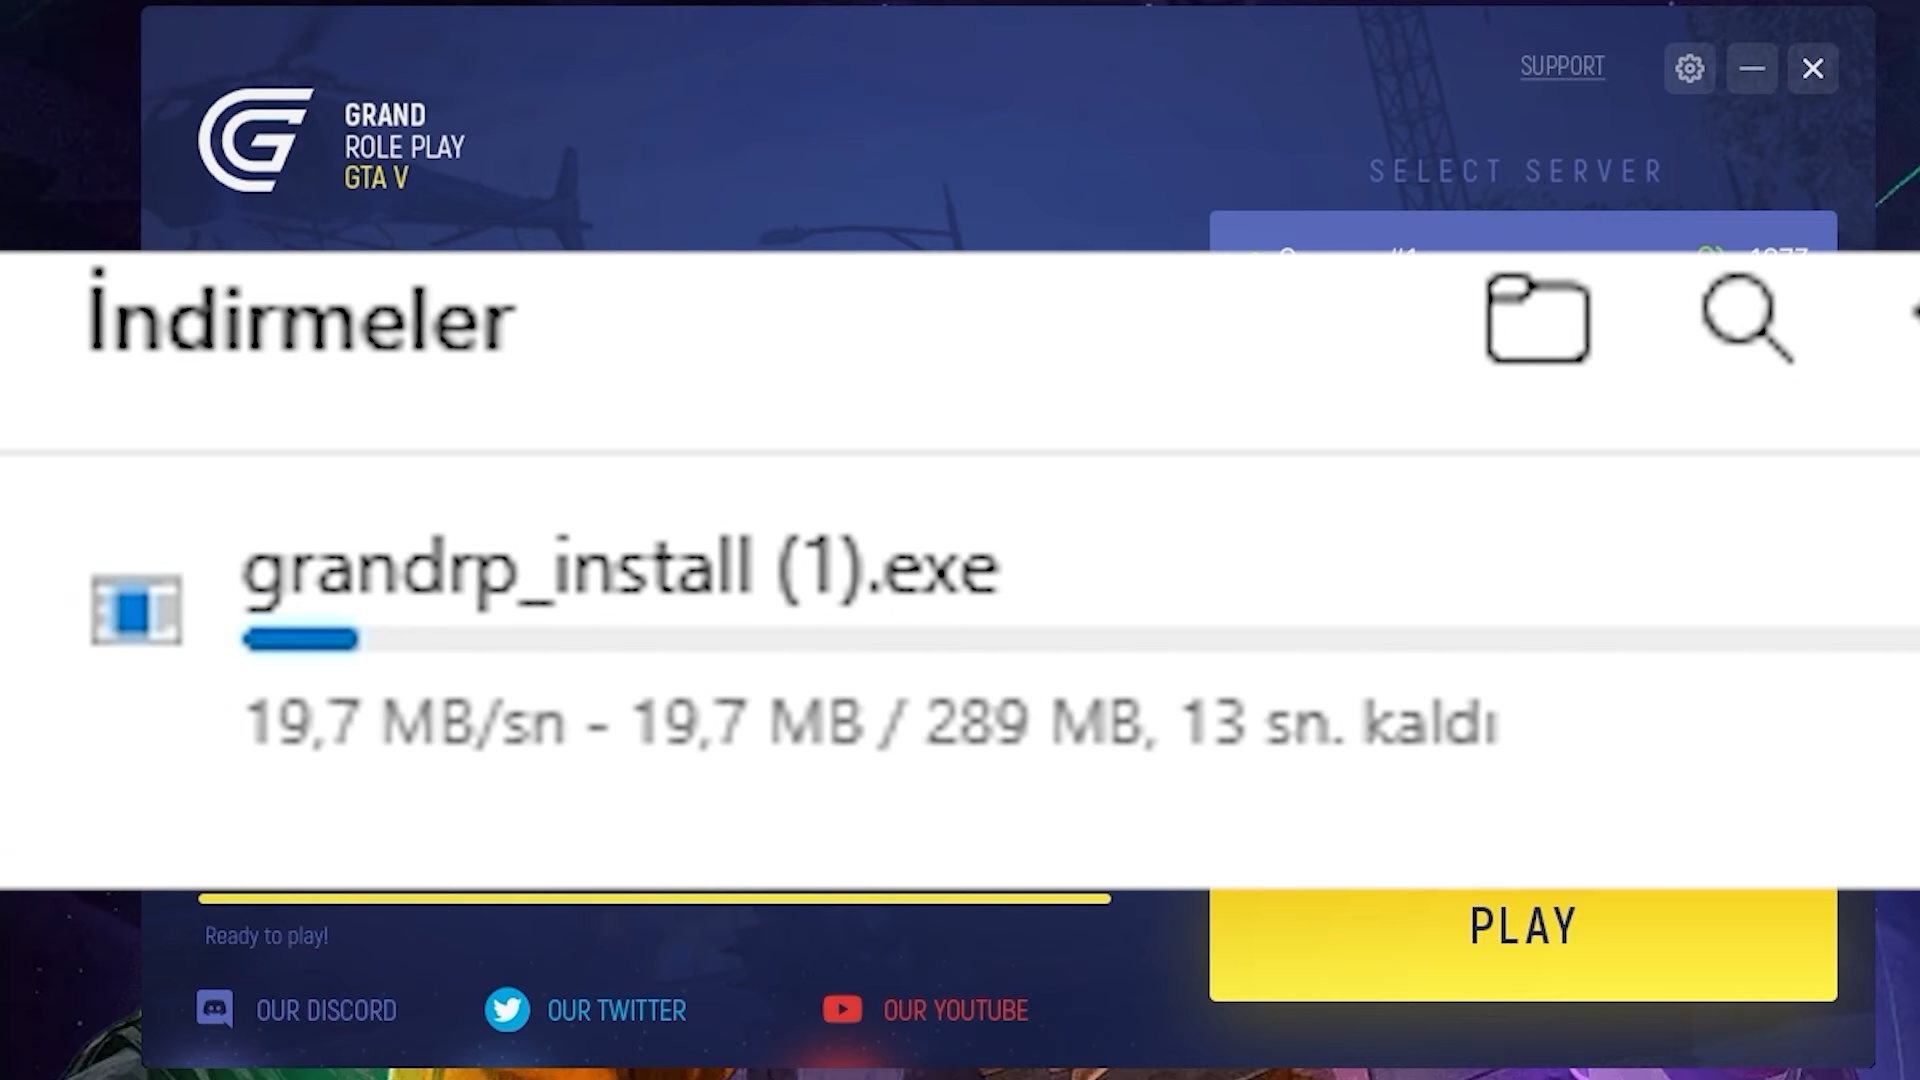 SUPPORT
GRAND
ROLE PLAY
GTA V
SELECT SERVER
İndirmeler
grandrp_install (1).exe
19,7 MB/sn - 19,7 MB / 289 MB, 13 sn. kaldı
Ready to play!
PLAY
OUR DISCORD
OUR TWITTER
OUR YOUTUBE